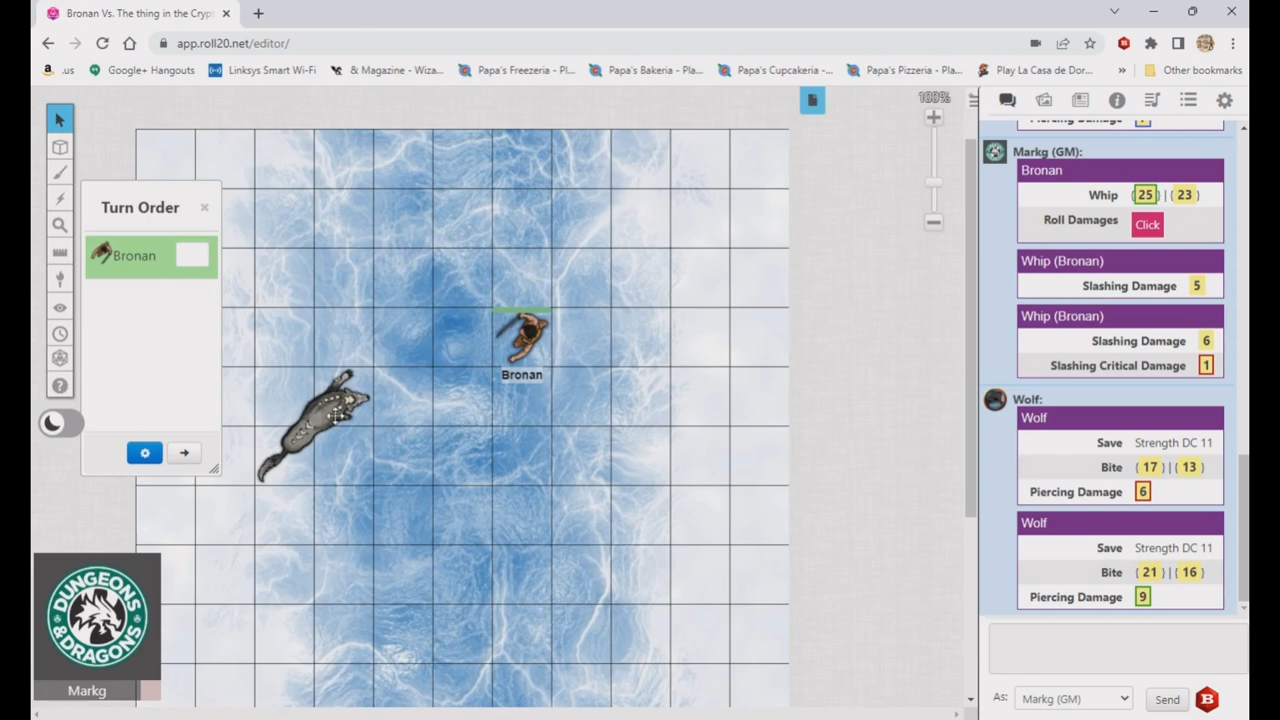 Bronan Vs. The thing in the Crypt
app.roll20.net/editor/
.us
Google+ Hangouts
Linksys Smart Wi-Fi
& Magazine - Wiza...
Papa's Freezeria - Pl...
Papa's Bakeria - Pla...
Papa's Cupcakeria -...
Papa's Pizzeria - Pla...
Play La Casa de Dor...
»
Other bookmarks
100%
Turn Order
Bronan
Bronan
DUNGEONS
& DRAGONS
Markg
Piercing Damage
Markg (GM):
Bronan
Whip (25) | (23)
Roll Damages Click
Whip (Bronan)
Slashing Damage 5
Whip (Bronan)
Slashing Damage 6
Slashing Critical Damage 1
Wolf:
Wolf
Save Strength DC 11
Bite (17) | (13)
Piercing Damage 6
Wolf
Save Strength DC 11
Bite (21) | (16)
Piercing Damage 9
As: Markg (GM) Send B